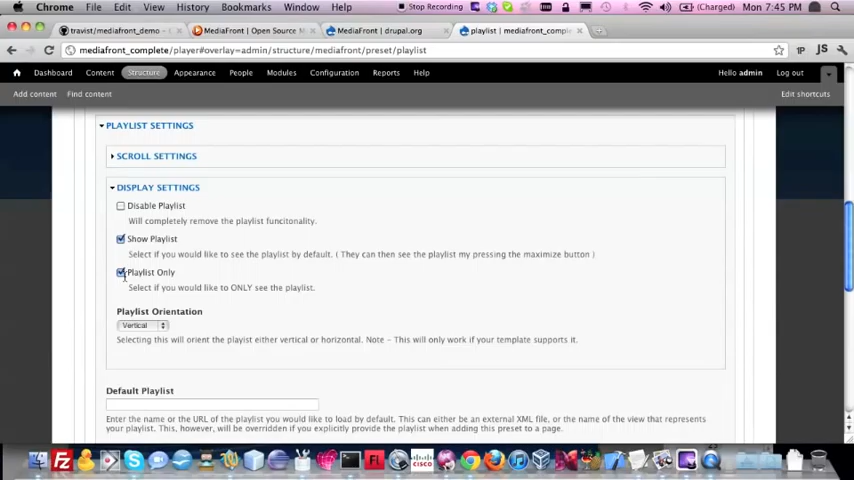 Chrome File Edit View History Bookmarks Window Help Stop Recording (Charged) Mon 7:45 PM
travist/mediafront_demo - MediaFront | Open Source M MediaFront | drupal.org playlist | mediafront_comple
mediafront_complete/player#overlay=admin/structure/mediafront/preset/playlist
Dashboard Content Structure Appearance People Modules Configuration Reports Help Hello admin Log out
Add content Find content Edit shortcuts
PLAYLIST SETTINGS
SCROLL SETTINGS
DISPLAY SETTINGS
Disable Playlist
Will completely remove the playlist funcitonality.
Show Playlist
Select if you would like to see the playlist by default. ( They can then see the playlist my pressing the maximize button )
Playlist Only
Select if you would like to ONLY see the playlist.
Playlist Orientation
Vertical
Selecting this will orient the playist either vertical or horizontal. Note - This will only work if your template supports it.
Default Playlist
Enter the name or the URL of the playlist you would like to load by default. This can either be an external XML file, or the name of the view that represents
your playlist. This, however, will be overridden if you explicitly provide the playlist when adding this preset to a page.